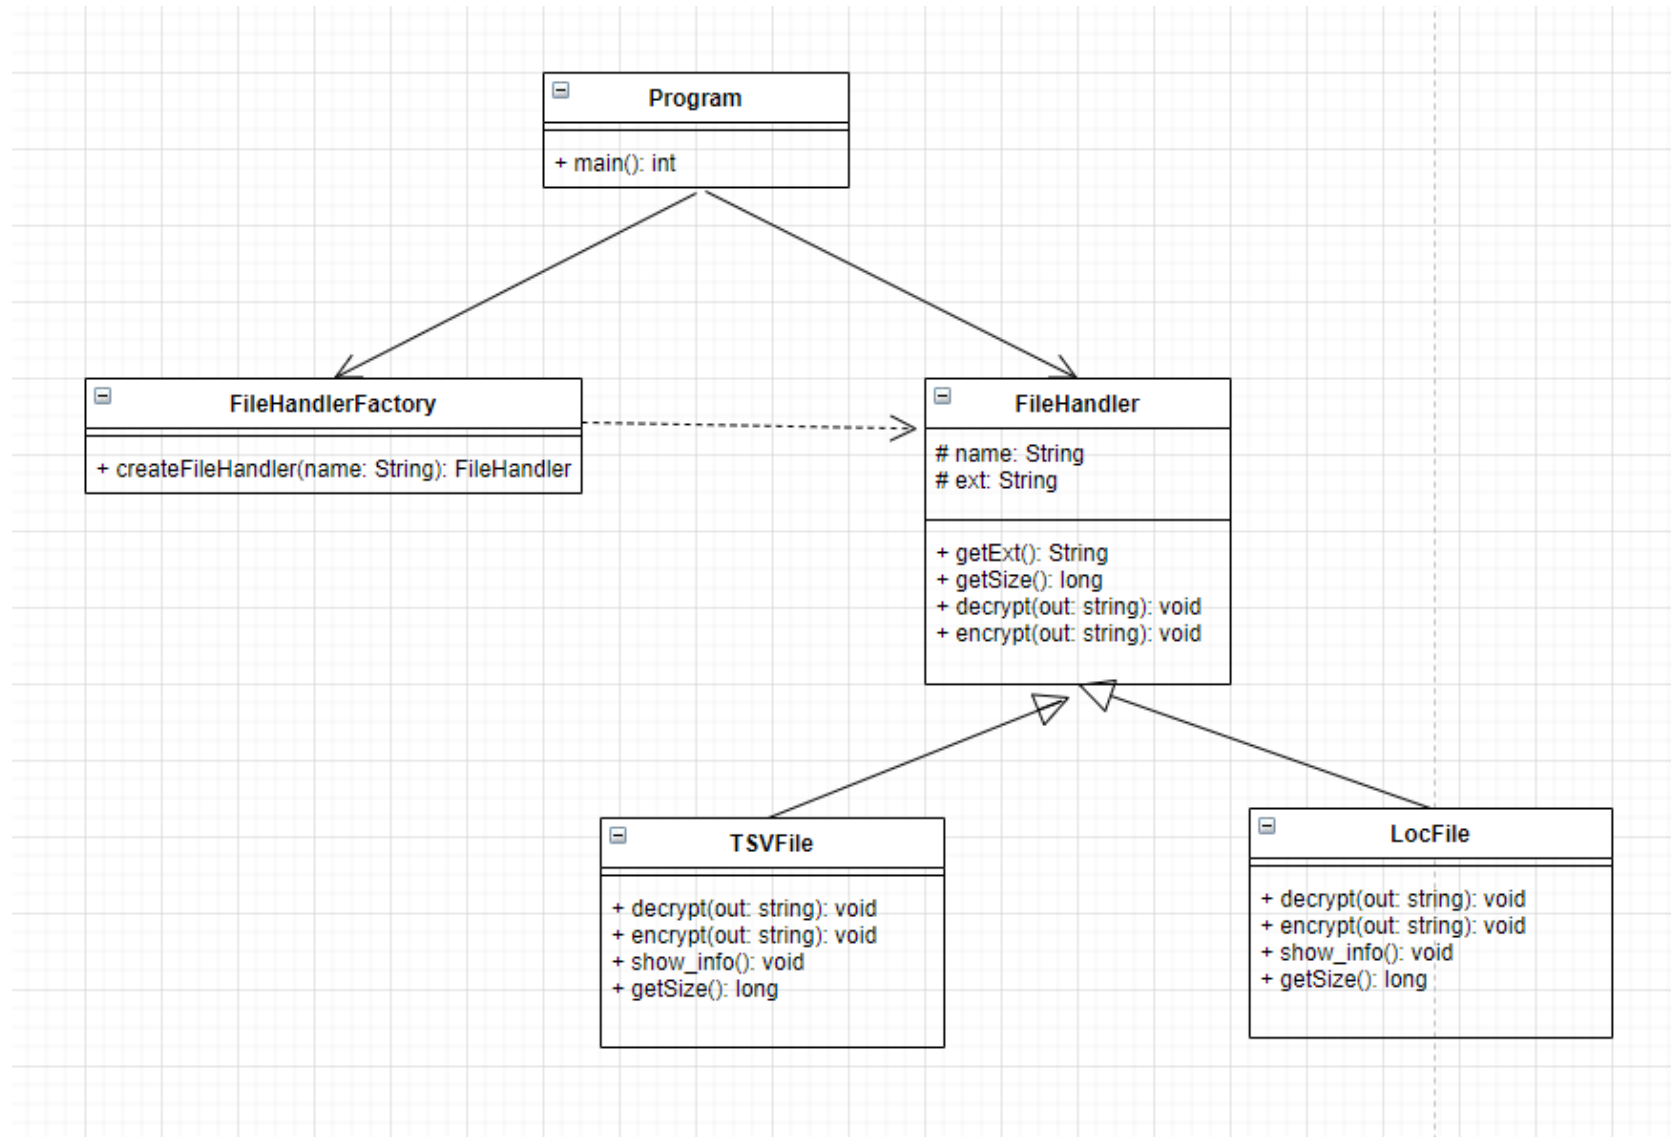 Program
+ main(): int
FileHandlerFactory
+ createFileHandler(name: String): FileHandler
FileHandler
# name: String
# ext: String
+ getExt(): String
+ getSize(): long
+ decrypt(out: string): void
+ encrypt(out: string): void
TSVFile
+ decrypt(out: string): void
+ encrypt(out: string): void
+ show_info(): void
+ getSize(): long
LocFile
+ decrypt(out: string): void
+ encrypt(out: string): void
+ show_info(): void
+ getSize(): long